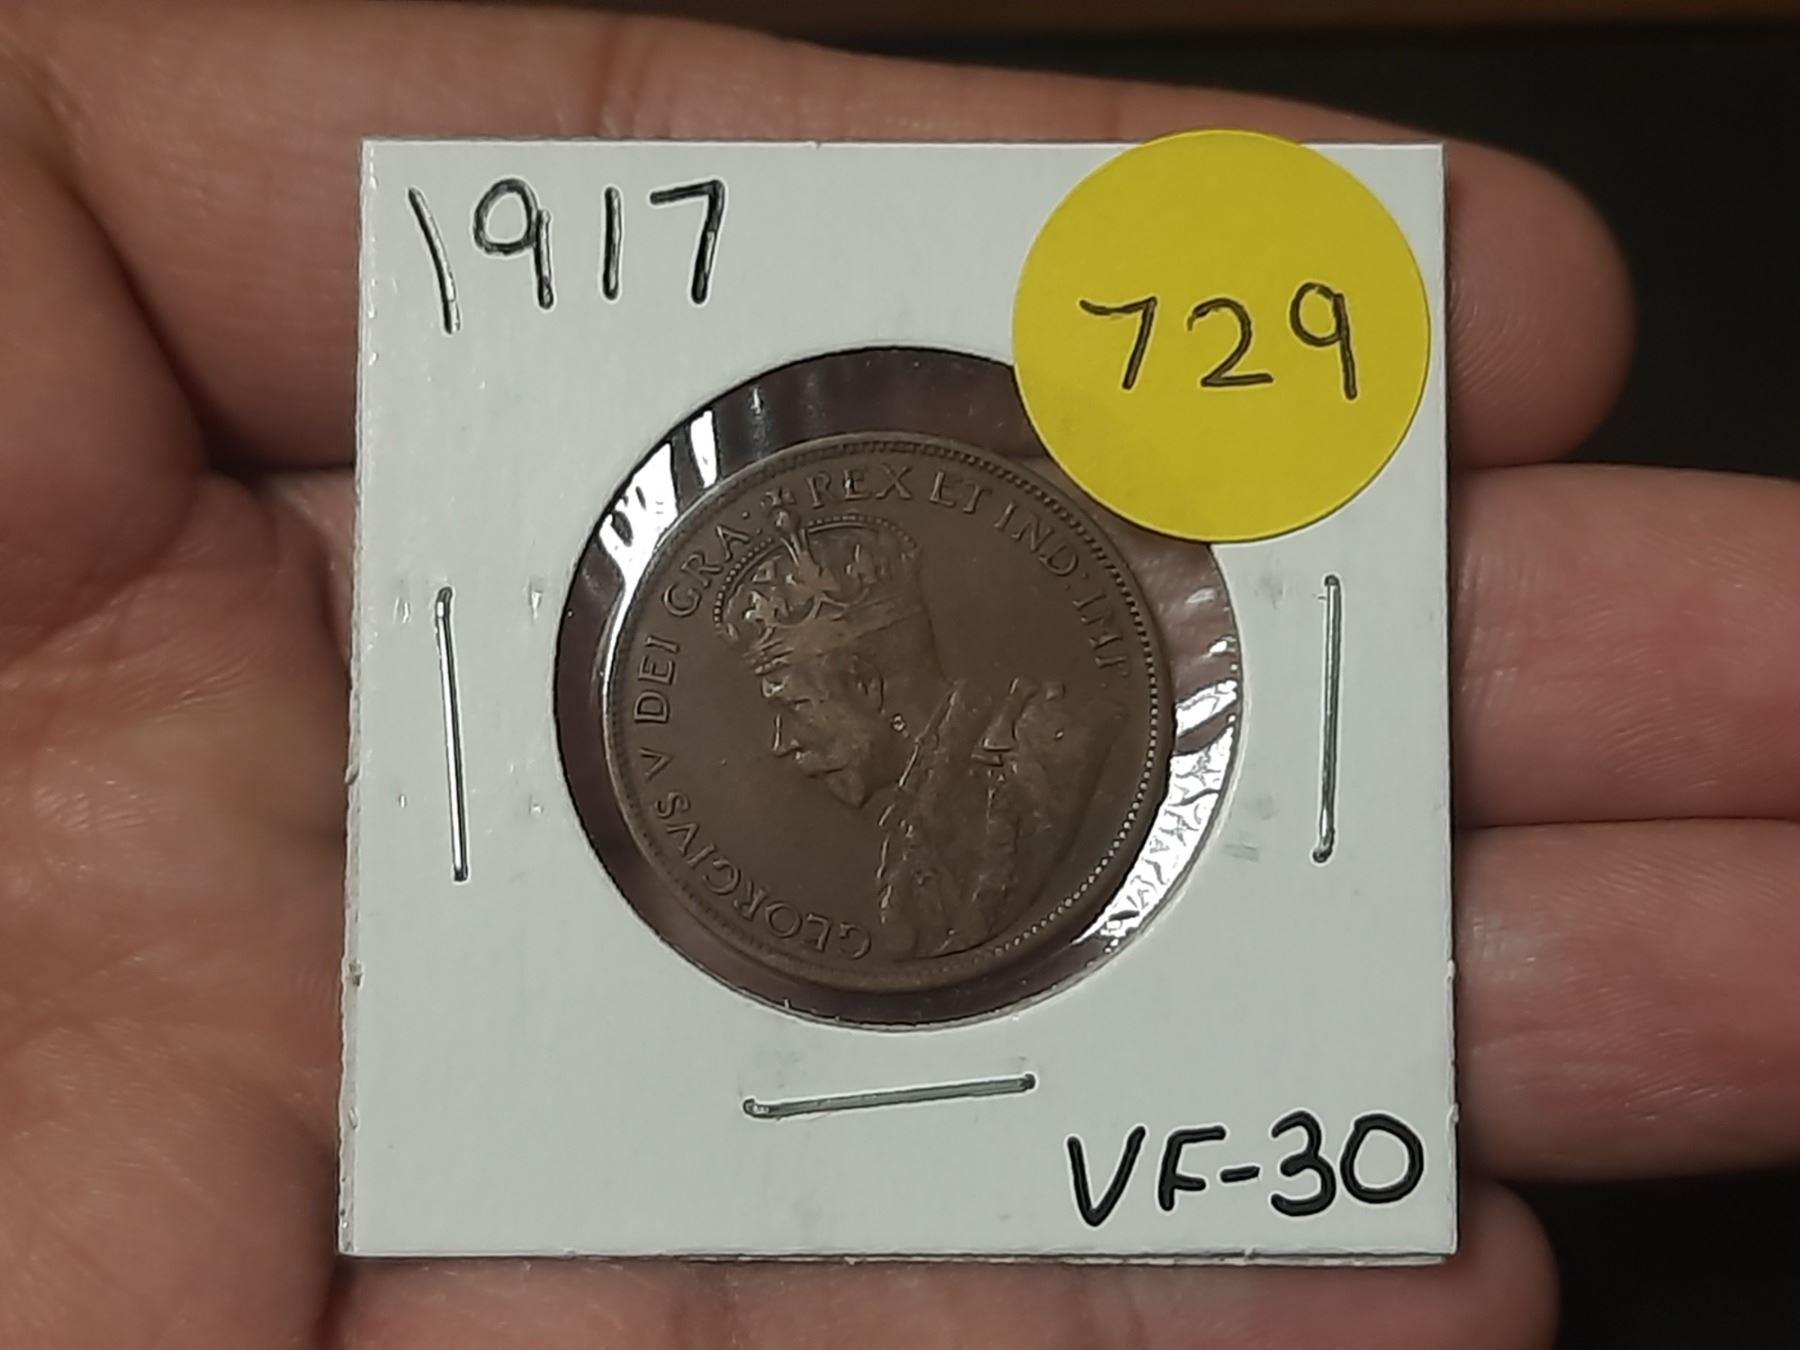 1917
729
GEORGIVS V DEI GRA: REX ET IND: IMP:
VF-30